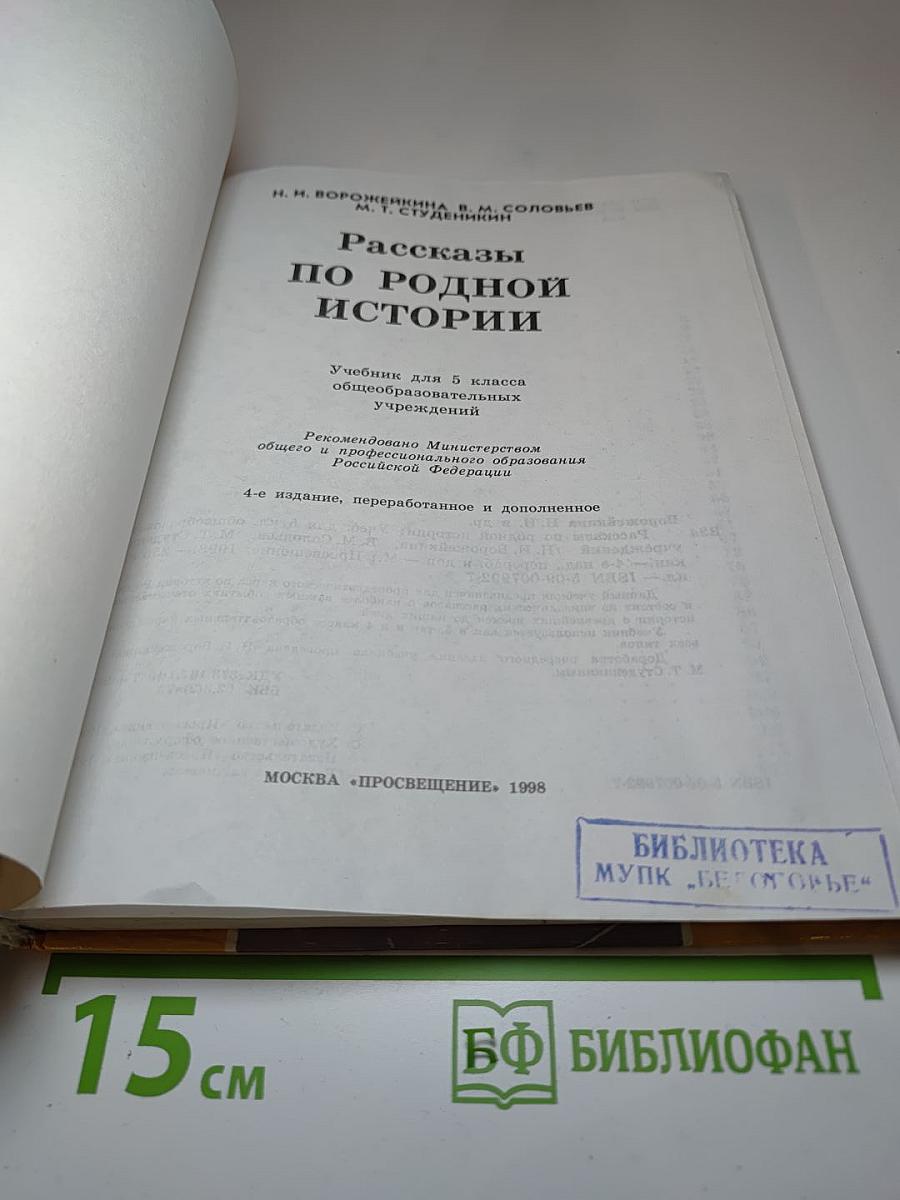 Н. И. ВОРОЖЕЙКИНА, В. М. СОЛОВЬЕВ
М. Т. СТУДЕНИКИН
Рассказы
ПО РОДНОЙ
ИСТОРИИ
Учебник для 5 класса
общеобразовательных
учреждений
Рекомендовано Министерством
общего и профессионального образования
Российской Федерации
4-е издание, переработанное и дополненное
МОСКВА «ПРОСВЕЩЕНИЕ» 1998
БИБЛИОТЕКА
МУПК „БЕЛОГОРЬЕ“
15 см
БФ БИБЛИОФАН